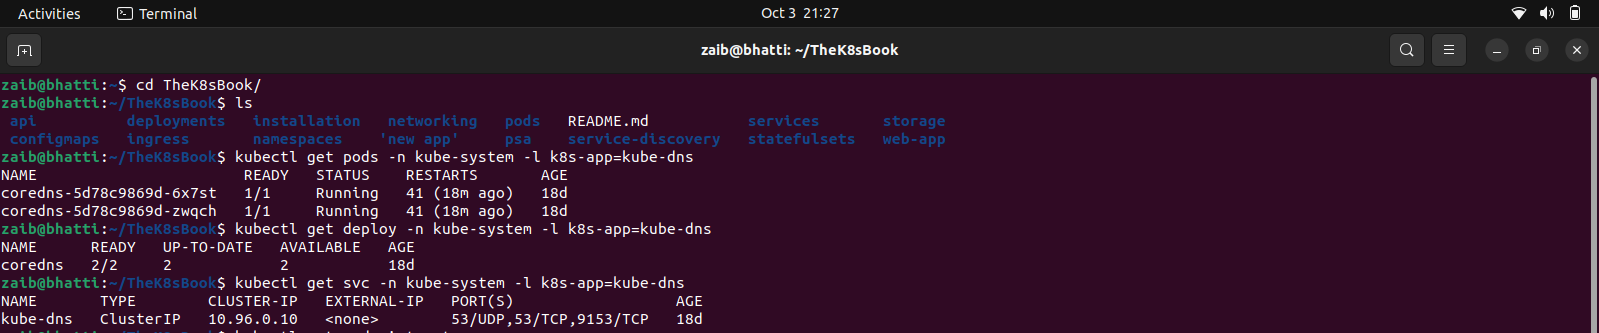 Activities Terminal Oct 3 21:27
zaib@bhatti: ~/TheK8sBook
zaib@bhatti:~$ cd TheK8sBook/
zaib@bhatti:~/TheK8sBook$ ls
api deployments installation networking pods README.md services storage
configmaps ingress namespaces 'new app' psa service-discovery statefulsets web-app
zaib@bhatti:~/TheK8sBook$ kubectl get pods -n kube-system -l k8s-app=kube-dns
NAME READY STATUS RESTARTS AGE
coredns-5d78c9869d-6x7st 1/1 Running 41 (18m ago) 18d
coredns-5d78c9869d-zwqch 1/1 Running 41 (18m ago) 18d
zaib@bhatti:~/TheK8sBook$ kubectl get deploy -n kube-system -l k8s-app=kube-dns
NAME READY UP-TO-DATE AVAILABLE AGE
coredns 2/2 2 2 18d
zaib@bhatti:~/TheK8sBook$ kubectl get svc -n kube-system -l k8s-app=kube-dns
NAME TYPE CLUSTER-IP EXTERNAL-IP PORT(S) AGE
kube-dns ClusterIP 10.96.0.10 <none> 53/UDP,53/TCP,9153/TCP 18d